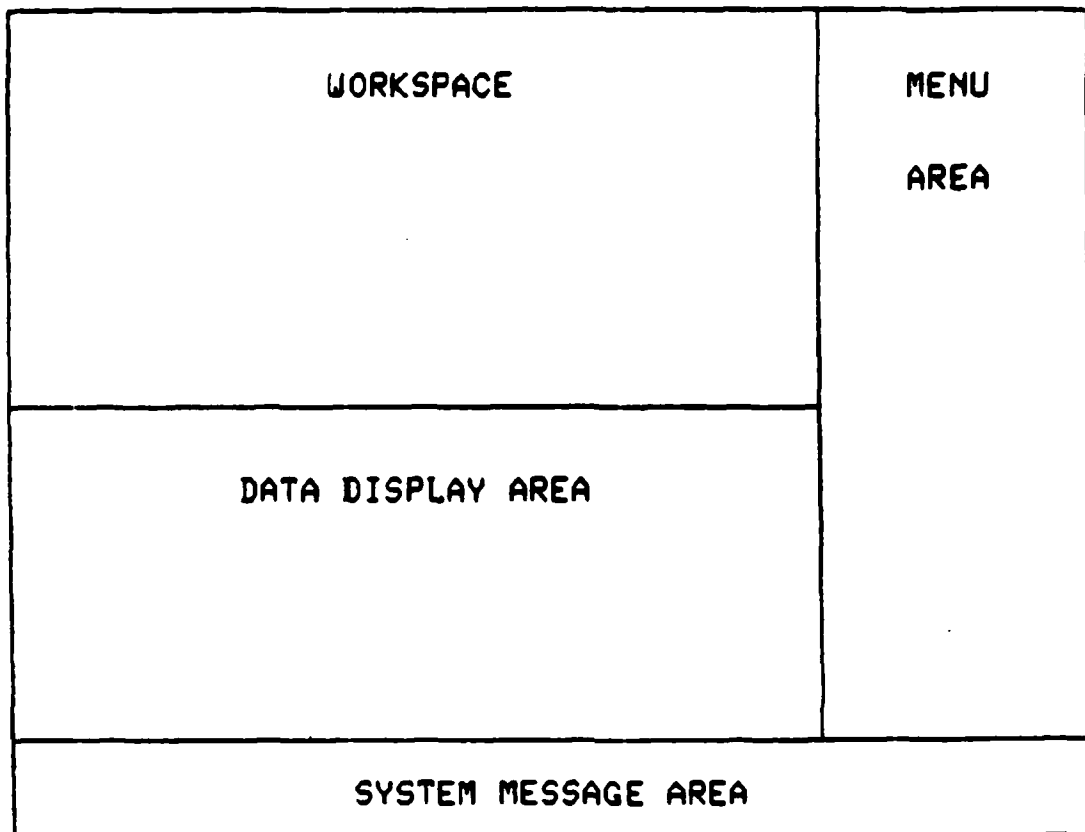 WORKSPACE
MENU
AREA
DATA DISPLAY AREA
SYSTEM MESSAGE AREA